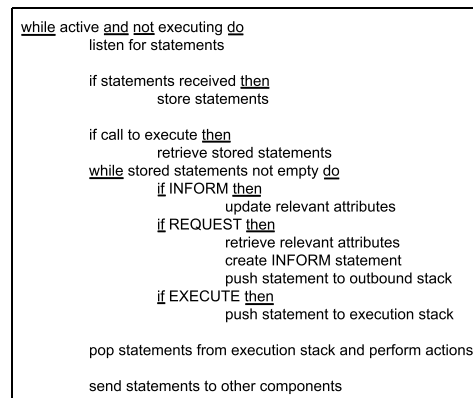 while active and not executing do
listen for statements
if statements received then
store statements
if call to execute then
retrieve stored statements
while stored statements not empty do
if INFORM then
update relevant attributes
if REQUEST then
retrieve relevant attributes
create INFORM statement
push statement to outbound stack
if EXECUTE then
push statement to execution stack
pop statements from execution stack and perform actions
send statements to other components